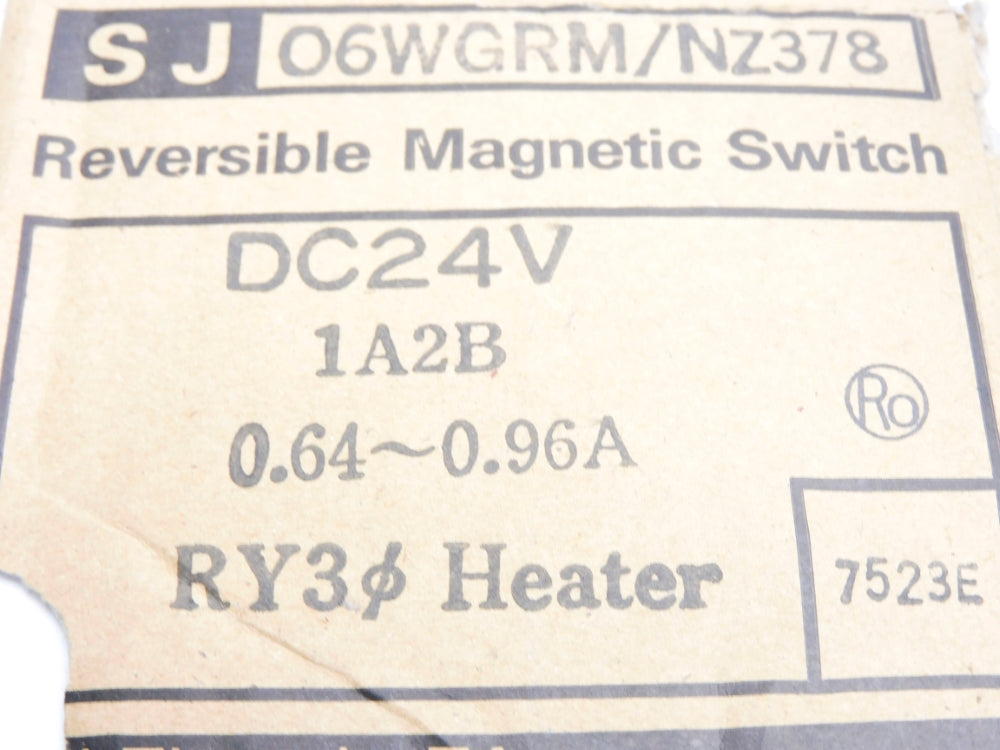 SJ 06WGRM/NZ378
Reversible Magnetic Switch
DC24V
1A2B
0.64~0.96A
Ro
RY3ϕ Heater
7523E